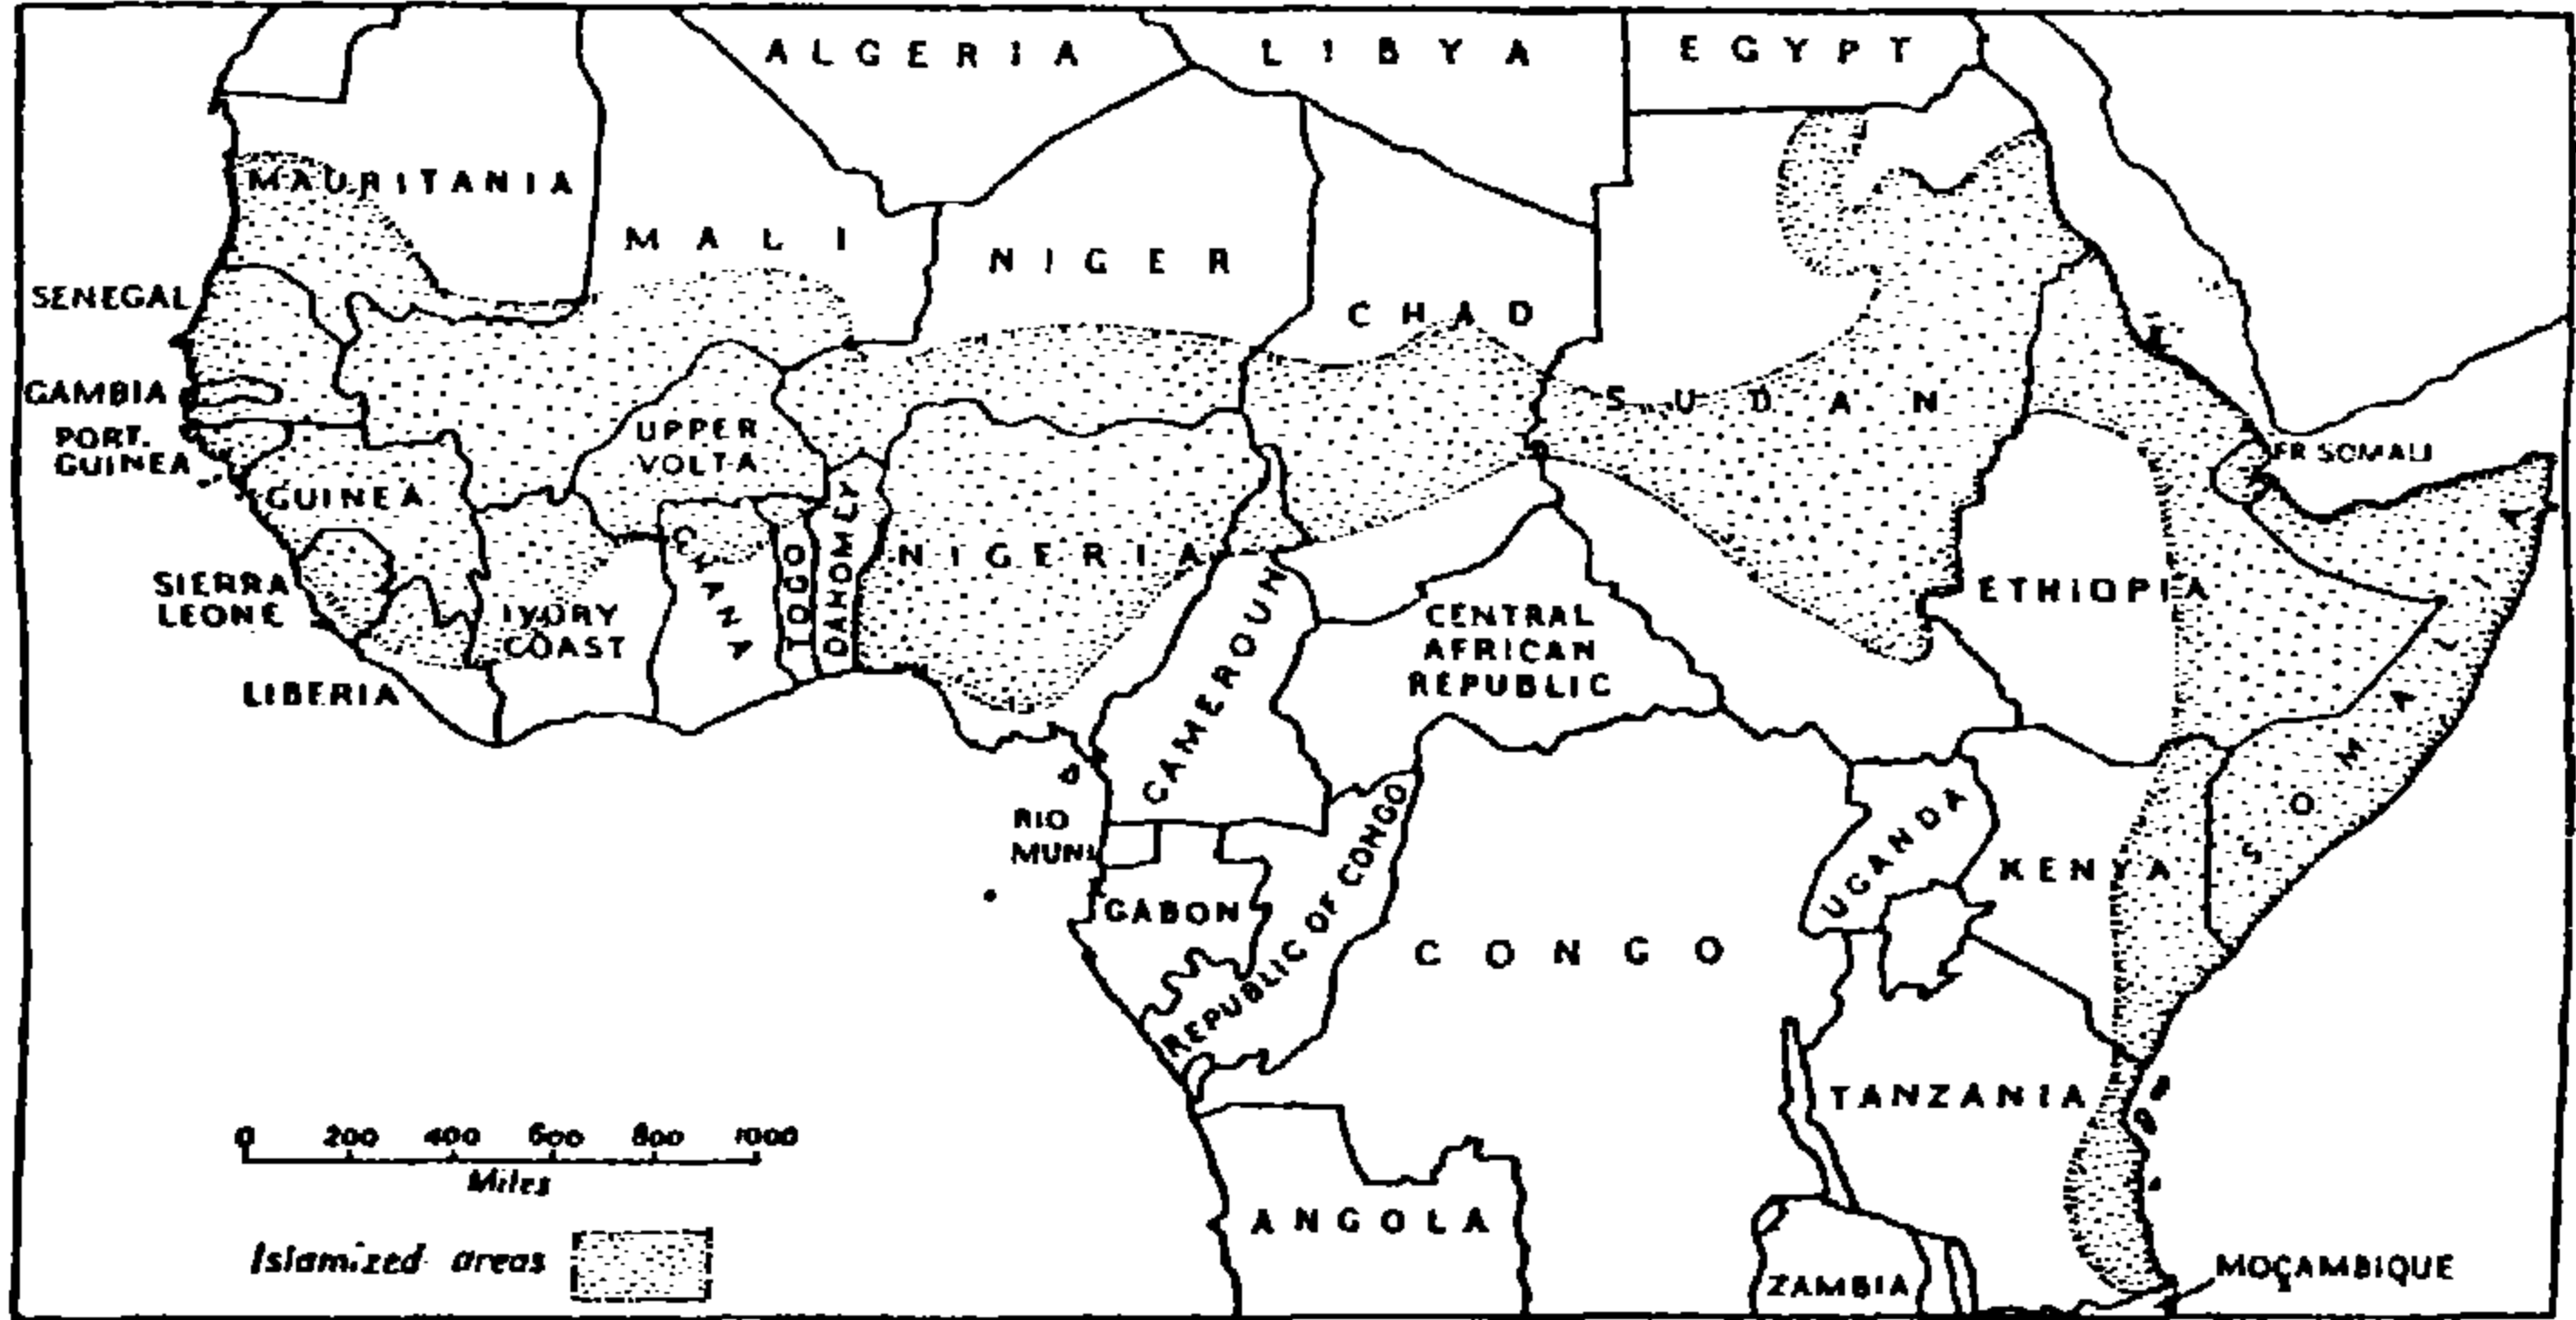 ALGERIA
LIBYA
EGYPT
MAURITANIA
MALI
NIGER
CHAD
SUDAN
SENEGAL
GAMBIA
PORT.
GUINEA
GUINEA
UPPER
VOLTA
FR SOMALI
SIERRA
LEONE
LIBERIA
IVORY
COAST
GHANA
TOGO
DAHOMEY
NIGERIA
CAMEROUN
CENTRAL
AFRICAN
REPUBLIC
ETHIOPIA
SOMALIA
RIO
MUNI
GABON
REPUBLIC OF CONGO
CONGO
UGANDA
KENYA
TANZANIA
ANGOLA
ZAMBIA
MOÇAMBIQUE
0 200 400 600 800 1000
Miles
Islamized areas